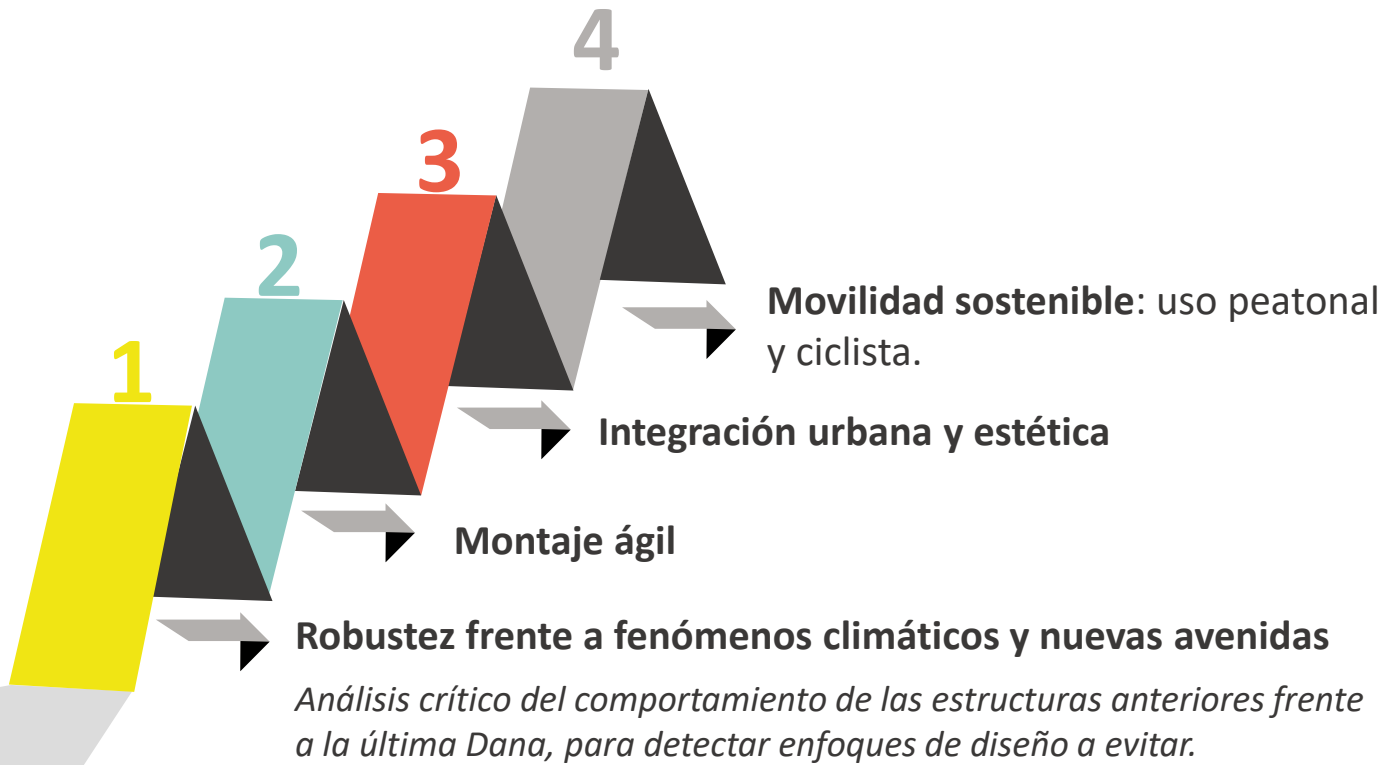 4
3
2
1
Movilidad sostenible: uso peatonal
y ciclista.
Integración urbana y estética
Montaje ágil
Robustez frente a fenómenos climáticos y nuevas avenidas
Análisis crítico del comportamiento de las estructuras anteriores frente
a la última Dana, para detectar enfoques de diseño a evitar.